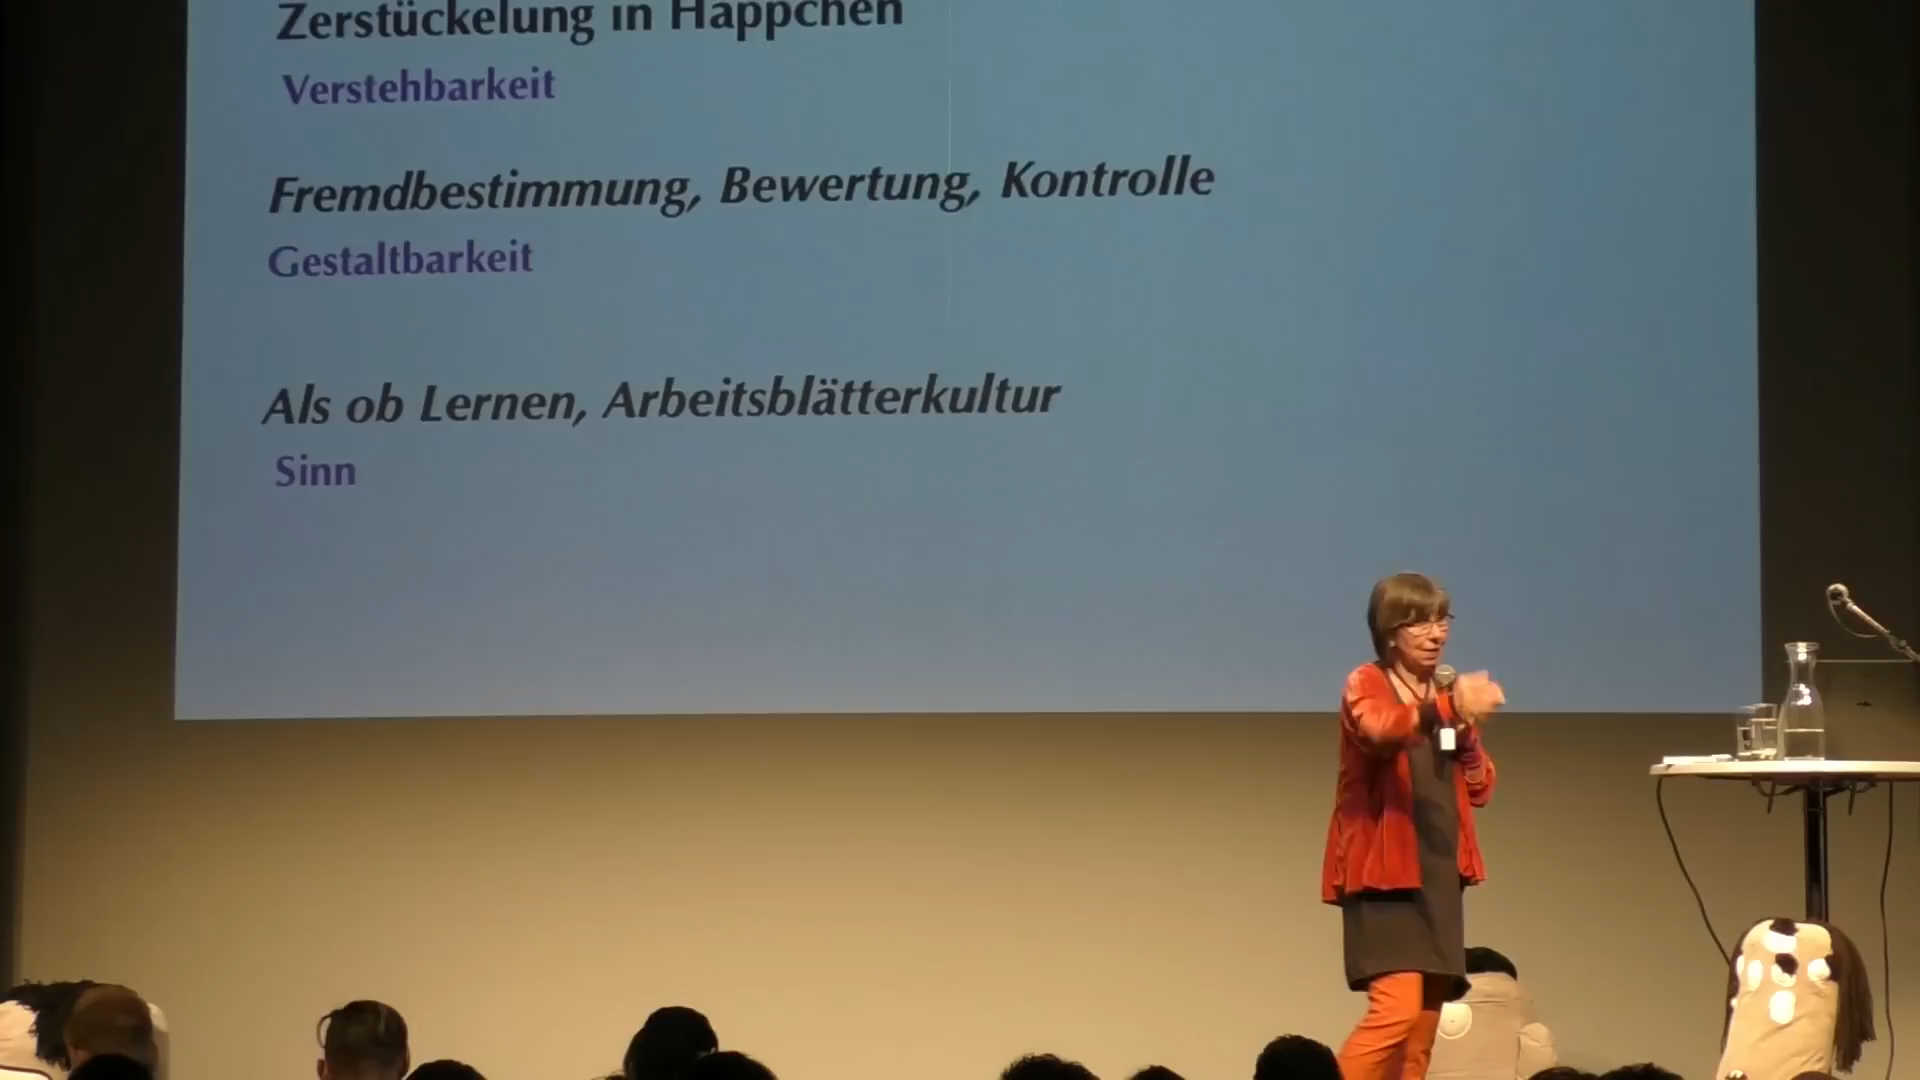 Zerstückelung in Häppchen
Verstehbarkeit
Fremdbestimmung, Bewertung, Kontrolle
Gestaltbarkeit
Als ob Lernen, Arbeitsblätterkultur
Sinn